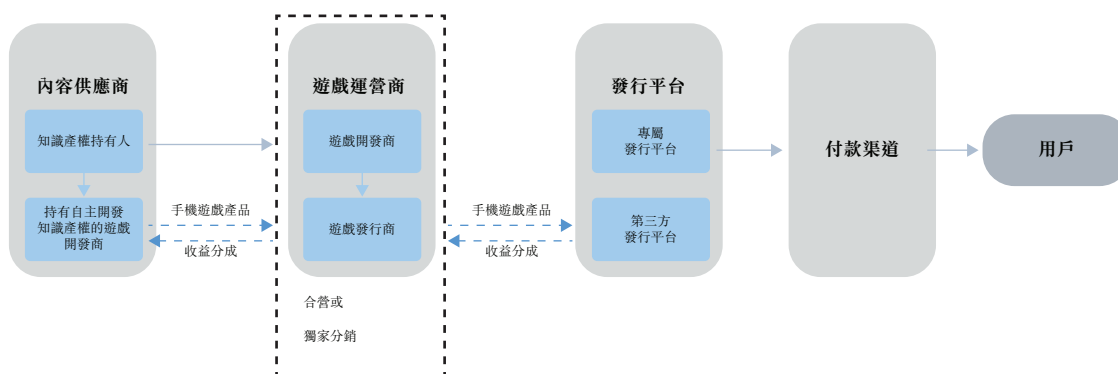 內容供應商
知識產權持有人
持有自主開發
知識產權的遊戲
開發商
手機遊戲產品
收益分成
遊戲運營商
遊戲開發商
遊戲發行商
合營或
獨家分銷
手機遊戲產品
收益分成
發行平台
專屬
發行平台
第三方
發行平台
付款渠道
用戶